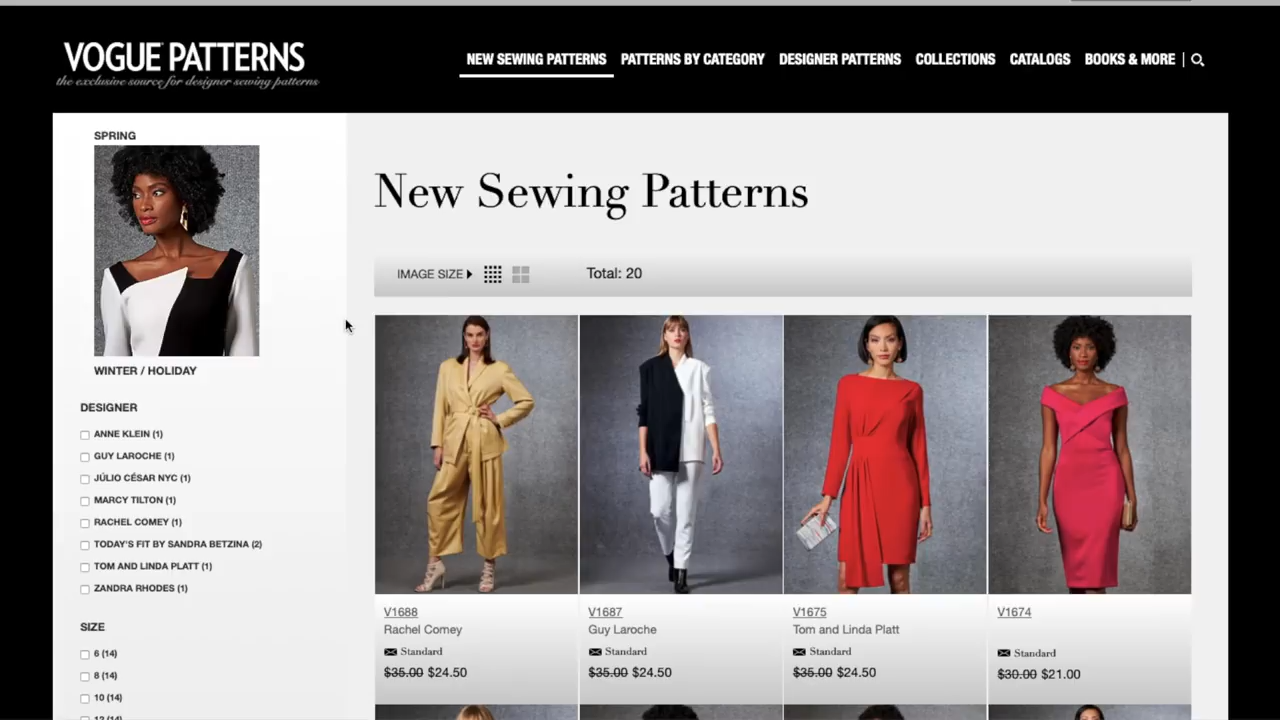 VOGUE PATTERNS
the exclusive source for designer sewing patterns
NEW SEWING PATTERNS
PATTERNS BY CATEGORY
DESIGNER PATTERNS
COLLECTIONS
CATALOGS
BOOKS & MORE
SPRING
WINTER / HOLIDAY
DESIGNER
ANNE KLEIN (1)
GUY LAROCHE (1)
JÚLIO CÉSAR NYC (1)
MARCY TILTON (1)
RACHEL COMEY (1)
TODAY'S FIT BY SANDRA BETZINA (2)
TOM AND LINDA PLATT (1)
ZANDRA RHODES (1)
SIZE
6 (14)
8 (14)
10 (14)
12 (14)
New Sewing Patterns
IMAGE SIZE
Total: 20
V1688
Rachel Comey
Standard
$35.00 $24.50
V1687
Guy Laroche
Standard
$35.00 $24.50
V1675
Tom and Linda Platt
Standard
$35.00 $24.50
V1674
Standard
$30.00 $21.00